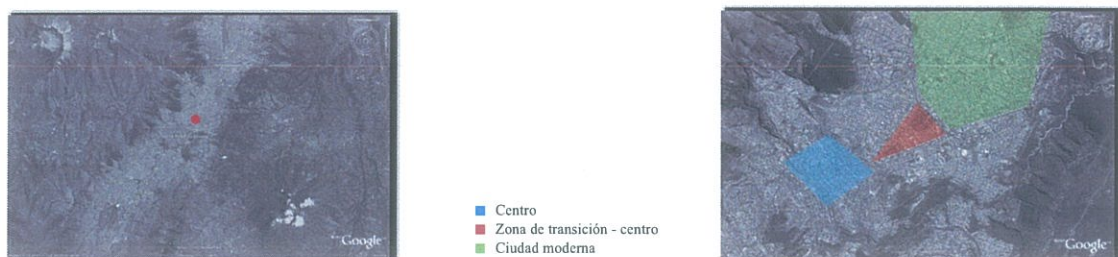 Google
Centro
Zona de transición - centro
Ciudad moderna
Google